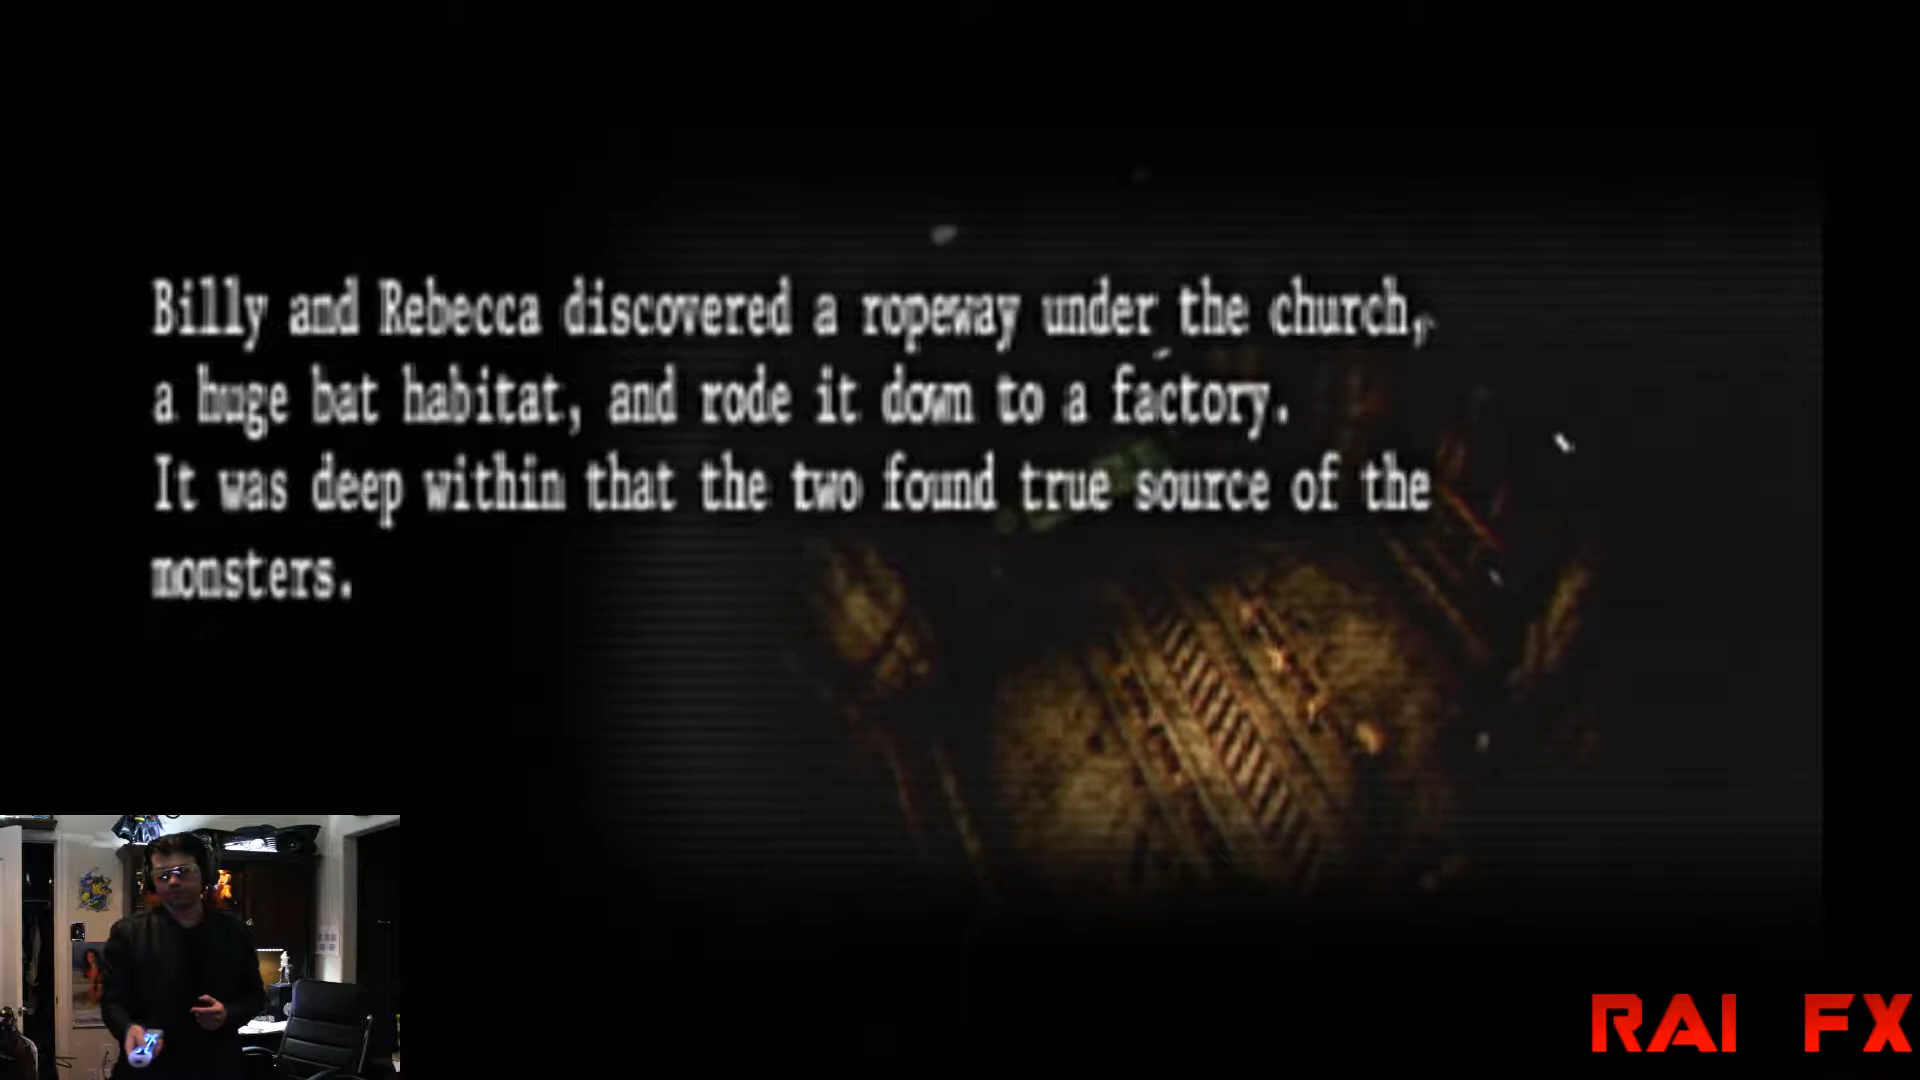 Billy and Rebecca discovered a ropeway under the church,
a huge bat habitat, and rode it down to a factory.
It was deep within that the two found true source of the
monsters.
RAI FX